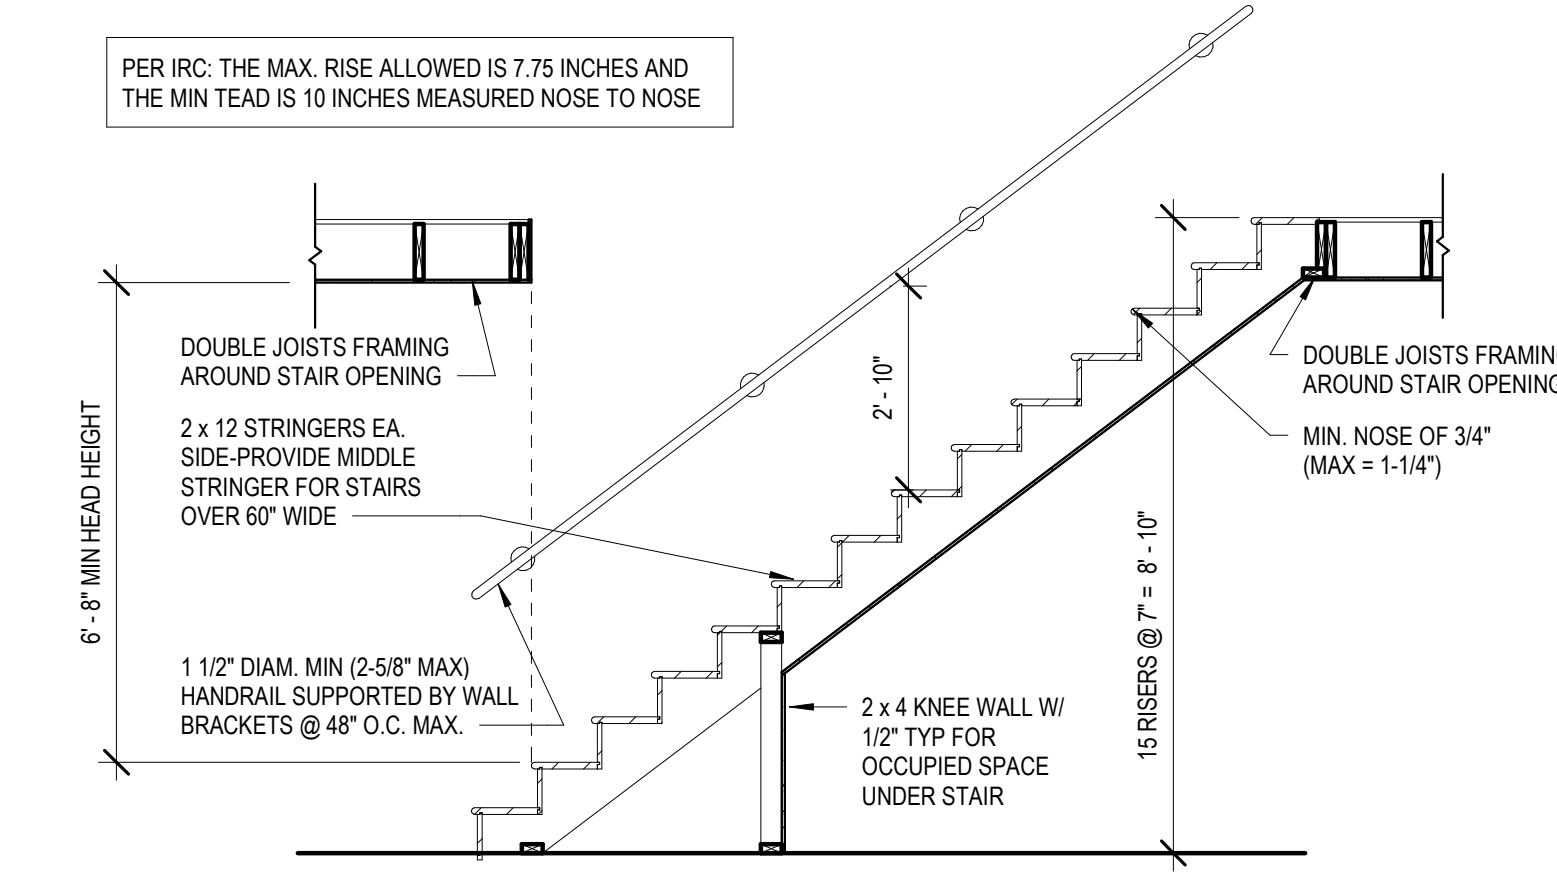 PER IRC: THE MAX. RISE ALLOWED IS 7.75 INCHES AND
THE MIN TEAD IS 10 INCHES MEASURED NOSE TO NOSE
DOUBLE JOISTS FRAMING
AROUND STAIR OPENING
2 x 12 STRINGERS EA.
SIDE-PROVIDE MIDDLE
STRINGER FOR STAIRS
OVER 60" WIDE
6' - 8" MIN HEAD HEIGHT
1 1/2" DIAM. MIN (2-5/8" MAX)
HANDRAIL SUPPORTED BY WALL
BRACKETS @ 48" O.C. MAX.
2' - 10"
2 x 4 KNEE WALL W/
1/2" TYP FOR
OCCUPIED SPACE
UNDER STAIR
15 RISERS @ 7" = 8' - 10"
DOUBLE JOISTS FRAMIN
AROUND STAIR OPENING
MIN. NOSE OF 3/4"
(MAX = 1-1/4")